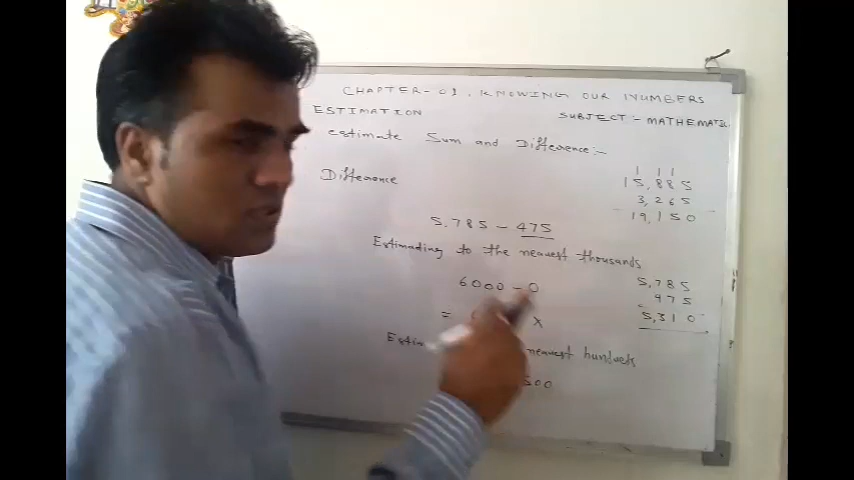 CHAPTER - 01, KNOWING OUR NUMBERS
ESTIMATION
SUBJECT - MATHEMATIC
estimate Sum and Difference:-
Difference
1 1 1
15,885
3,265
19,150
5,785 - 475
Estimating to the nearest thousands
6000 - 0
=
X
5,785
475
5,310
nearest hundreds
500